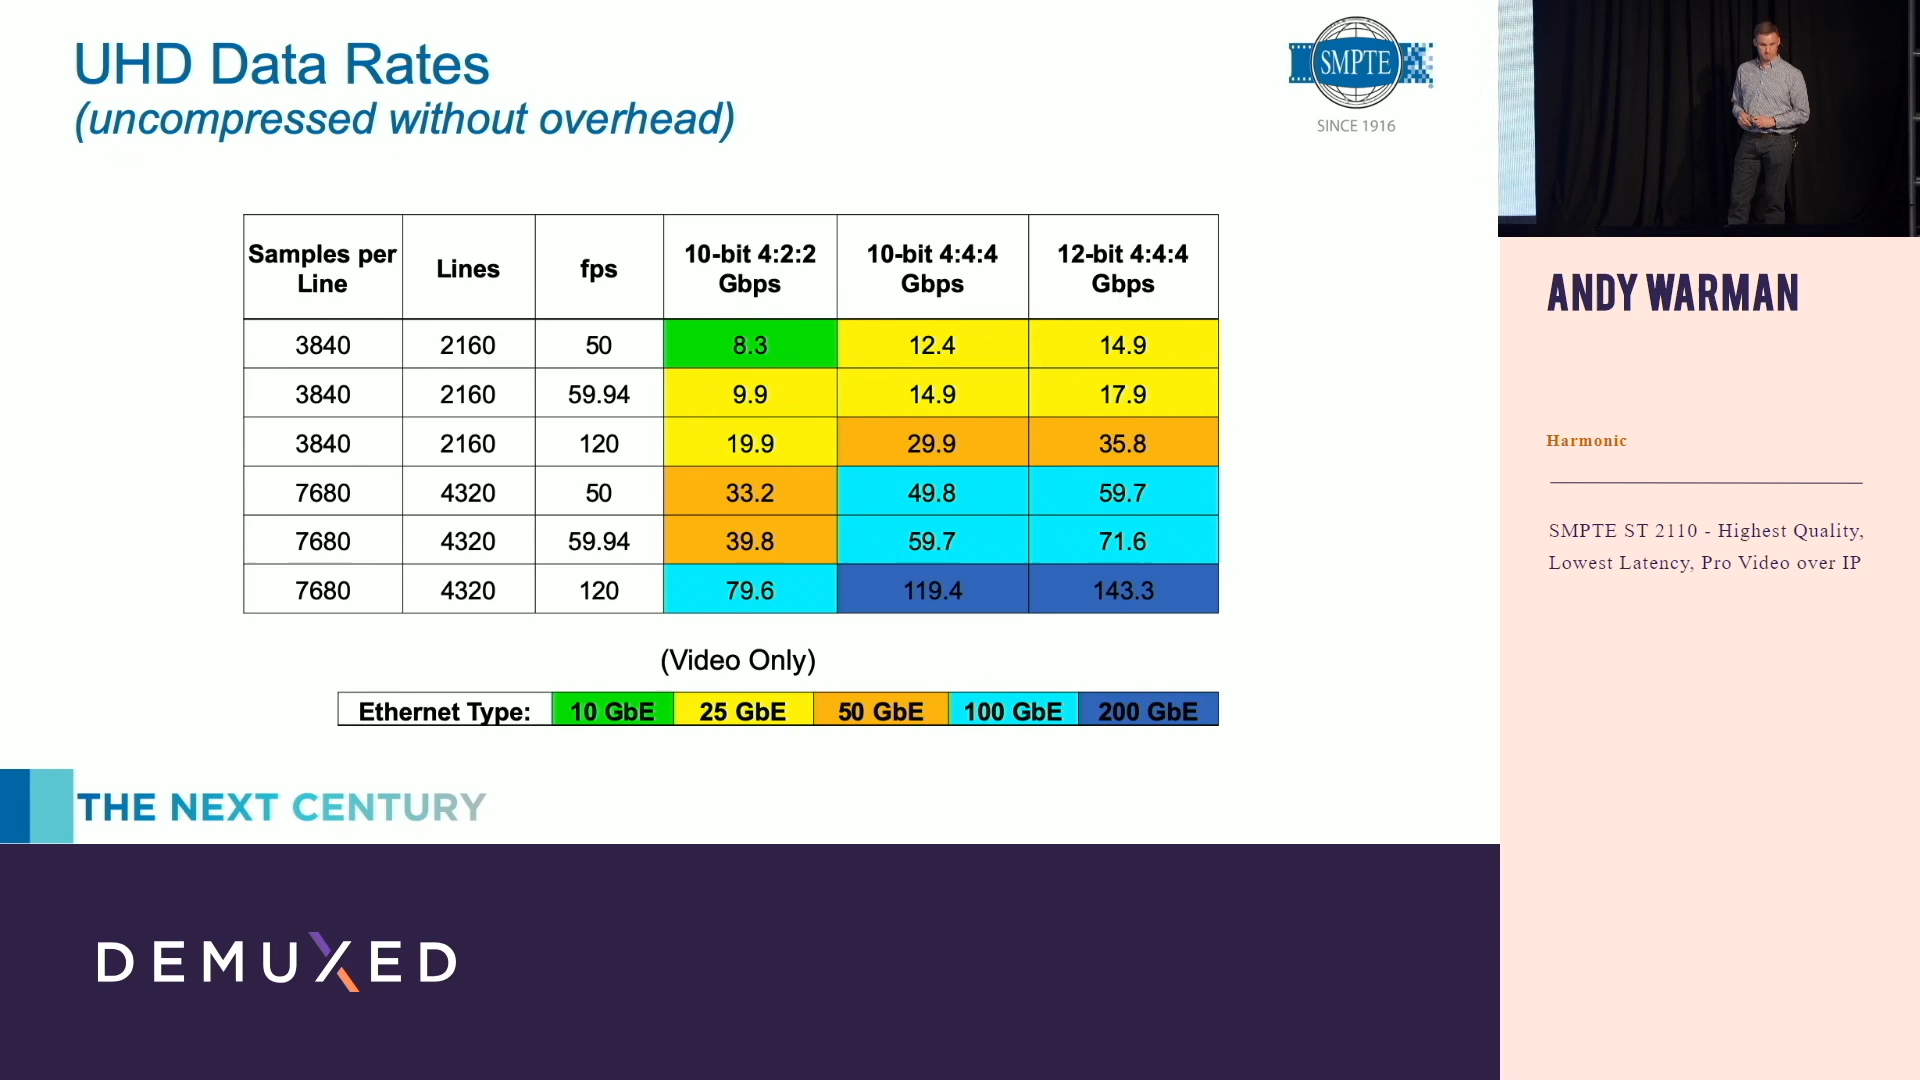 UHD Data Rates
(uncompressed without overhead)
SMPTE
SINCE 1916
Samples per Line Lines fps 10-bit 4:2:2 Gbps 10-bit 4:4:4 Gbps 12-bit 4:4:4 Gbps
3840 2160 50 8.3 12.4 14.9
3840 2160 59.94 9.9 14.9 17.9
3840 2160 120 19.9 29.9 35.8
7680 4320 50 33.2 49.8 59.7
7680 4320 59.94 39.8 59.7 71.6
7680 4320 120 79.6 119.4 143.3
(Video Only)
Ethernet Type: 10 GbE 25 GbE 50 GbE 100 GbE 200 GbE
THE NEXT CENTURY
DEMUXED
ANDY WARMAN
Harmonic
SMPTE ST 2110 - Highest Quality,
Lowest Latency, Pro Video over IP